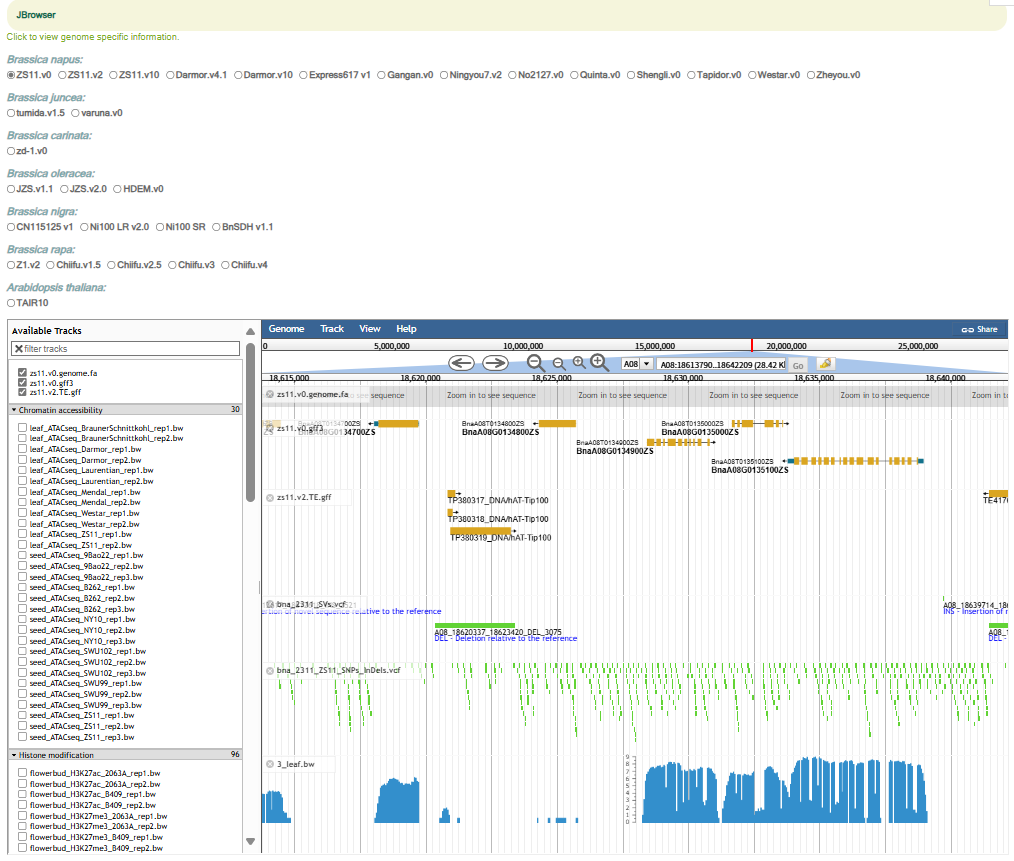 JBrowser
Click to view genome specific information.
Brassica napus:
ZS11.v0 ZS11.v2 ZS11.v10 Darmor.v4.1 Darmor.v10 Express617 v1 Gangan.v0 Ningyou7.v2 No2127.v0 Quinta.v0 Shengli.v0 Tapidor.v0 Westar.v0 Zheyou.v0
Brassica juncea:
tumida.v1.5 varuna.v0
Brassica carinata:
zd-1.v0
Brassica oleracea:
JZS.v1.1 JZS.v2.0 HDEM.v0
Brassica nigra:
CN115125 v1 Ni100 LR v2.0 Ni100 SR BnSDH v1.1
Brassica rapa:
Z1.v2 Chiifu.v1.5 Chiifu.v2.5 Chiifu.v3 Chiifu.v4
Arabidopsis thaliana:
TAIR10
Available Tracks
filter tracks
zs11.v0.genome.fa
zs11.v0.gff3
zs11.v2.TE.gff
Chromatin accessibility 30
leaf_ATACseq_BraunerSchnittkohl_rep1.bw
leaf_ATACseq_BraunerSchnittkohl_rep2.bw
leaf_ATACseq_Darmor_rep1.bw
leaf_ATACseq_Darmor_rep2.bw
leaf_ATACseq_Laurentian_rep1.bw
leaf_ATACseq_Laurentian_rep2.bw
leaf_ATACseq_Mendal_rep1.bw
leaf_ATACseq_Mendal_rep2.bw
leaf_ATACseq_Westar_rep1.bw
leaf_ATACseq_Westar_rep2.bw
leaf_ATACseq_ZS11_rep1.bw
leaf_ATACseq_ZS11_rep2.bw
seed_ATACseq_9Bao22_rep1.bw
seed_ATACseq_9Bao22_rep2.bw
seed_ATACseq_9Bao22_rep3.bw
seed_ATACseq_B262_rep1.bw
seed_ATACseq_B262_rep2.bw
seed_ATACseq_B262_rep3.bw
seed_ATACseq_NY10_rep1.bw
seed_ATACseq_NY10_rep2.bw
seed_ATACseq_NY10_rep3.bw
seed_ATACseq_SWU102_rep1.bw
seed_ATACseq_SWU102_rep2.bw
seed_ATACseq_SWU102_rep3.bw
seed_ATACseq_SWU99_rep1.bw
seed_ATACseq_SWU99_rep2.bw
seed_ATACseq_SWU99_rep3.bw
seed_ATACseq_ZS11_rep1.bw
seed_ATACseq_ZS11_rep2.bw
seed_ATACseq_ZS11_rep3.bw
Histone modification 96
flowerbud_H3K27ac_2063A_rep1.bw
flowerbud_H3K27ac_2063A_rep2.bw
flowerbud_H3K27ac_B409_rep1.bw
flowerbud_H3K27ac_B409_rep2.bw
flowerbud_H3K27me3_2063A_rep1.bw
flowerbud_H3K27me3_2063A_rep2.bw
flowerbud_H3K27me3_B409_rep1.bw
flowerbud_H3K27me3_B409_rep2.bw
Genome Track View Help Share
0 5,000,000 10,000,000 15,000,000 20,000,000 25,000,000
A08 A08:18613790..18642209 (28.42 K Go
18,615,000 18,620,000 18,625,000 18,630,000 18,635,000 18,640,000
zs11.v0.genome.fa see sequence Zoom in to see sequence Zoom in to see sequence Zoom in to see sequence Zoom in to see sequence Zoom in t
zs11.v0.gff3
BnaA08T0134800ZS
BnaA08G0134800ZS
BnaA08T0135000ZS
BnaA08G0135000ZS
BnaA08T0134900ZS
BnaA08G0134900ZS
BnaA08T0135100ZS
BnaA08G0135100ZS
zs11.v2.TE.gff
TP380317_DNA/hAT-Tip100
TP380318_DNA/hAT-Tip100
TP380319_DNA/hAT-Tip100
TE417
bna_2311_SVs.vcf
novel sequence relative to the reference
A08_18639714_18
INS - Insertion of
A08_18620337_18623420_DEL_3075
DEL - Deletion relative to the reference
A08_1
DEL -
bna_2311_ZS11_SNPs_InDels.vcf
3_leaf.bw
9
8
7
6
5
4
3
2
1
0